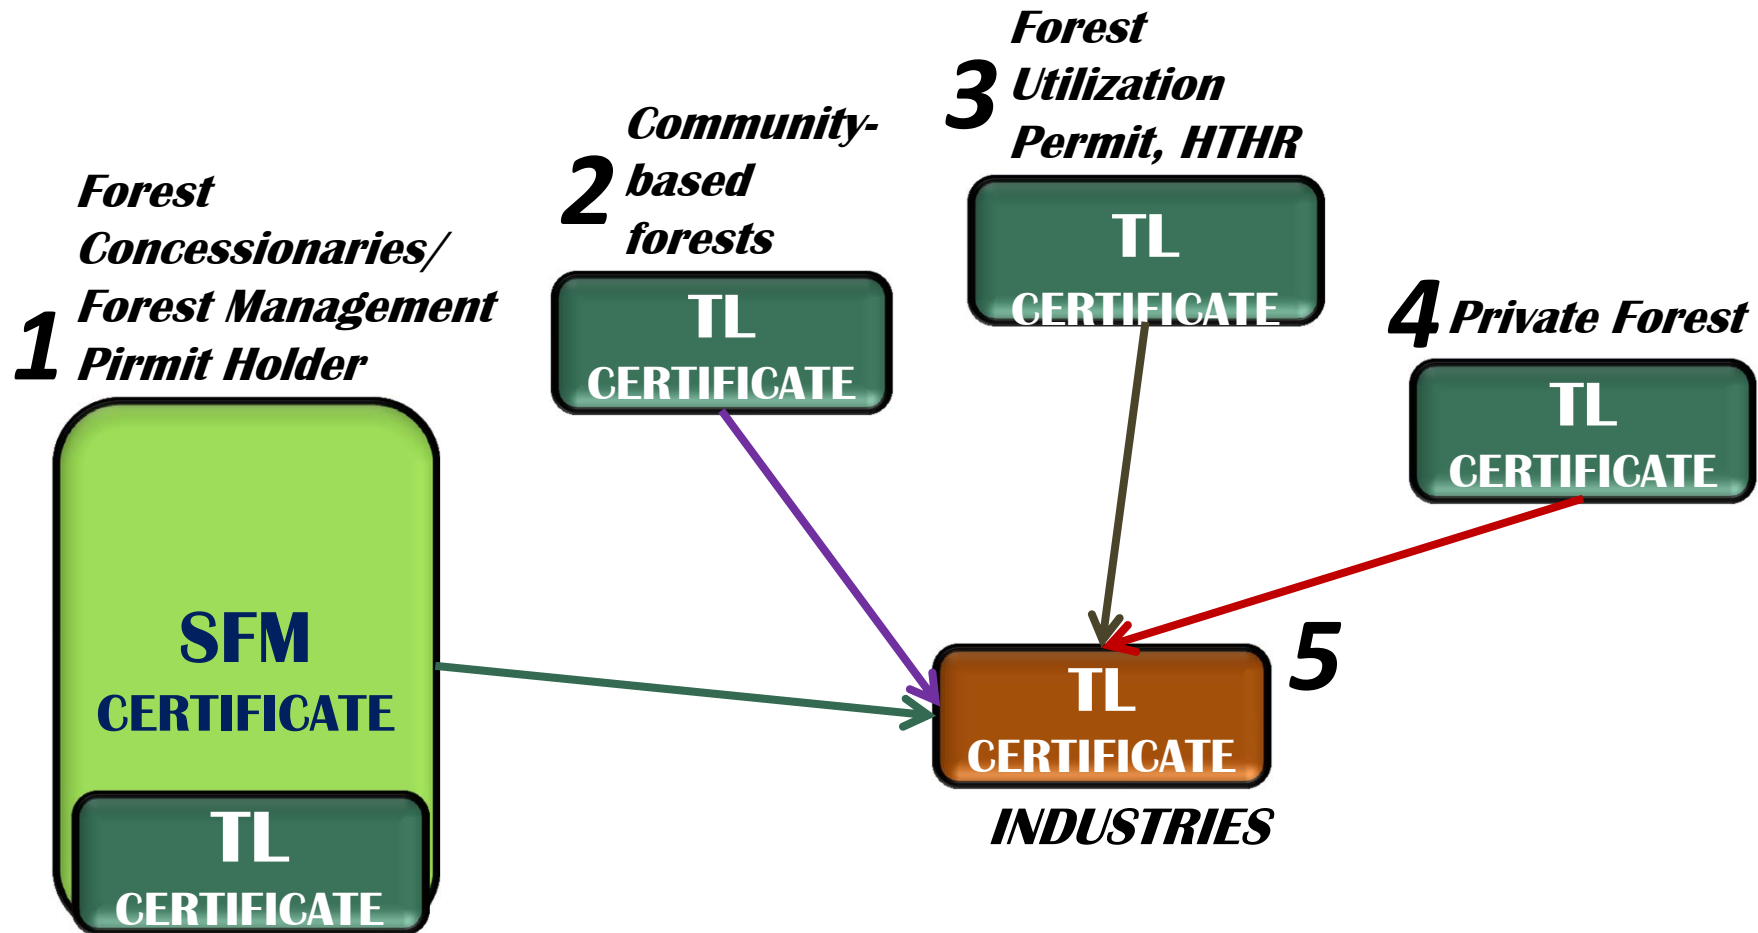 1
Forest
Concessionaries/
Forest Management
Pirmit Holder
SFM
CERTIFICATE
TL
CERTIFICATE
2
Community-
based
forests
TL
CERTIFICATE
3
Forest
Utilization
Permit, HTHR
TL
CERTIFICATE
4
Private Forest
TL
CERTIFICATE
5
TL
CERTIFICATE
INDUSTRIES